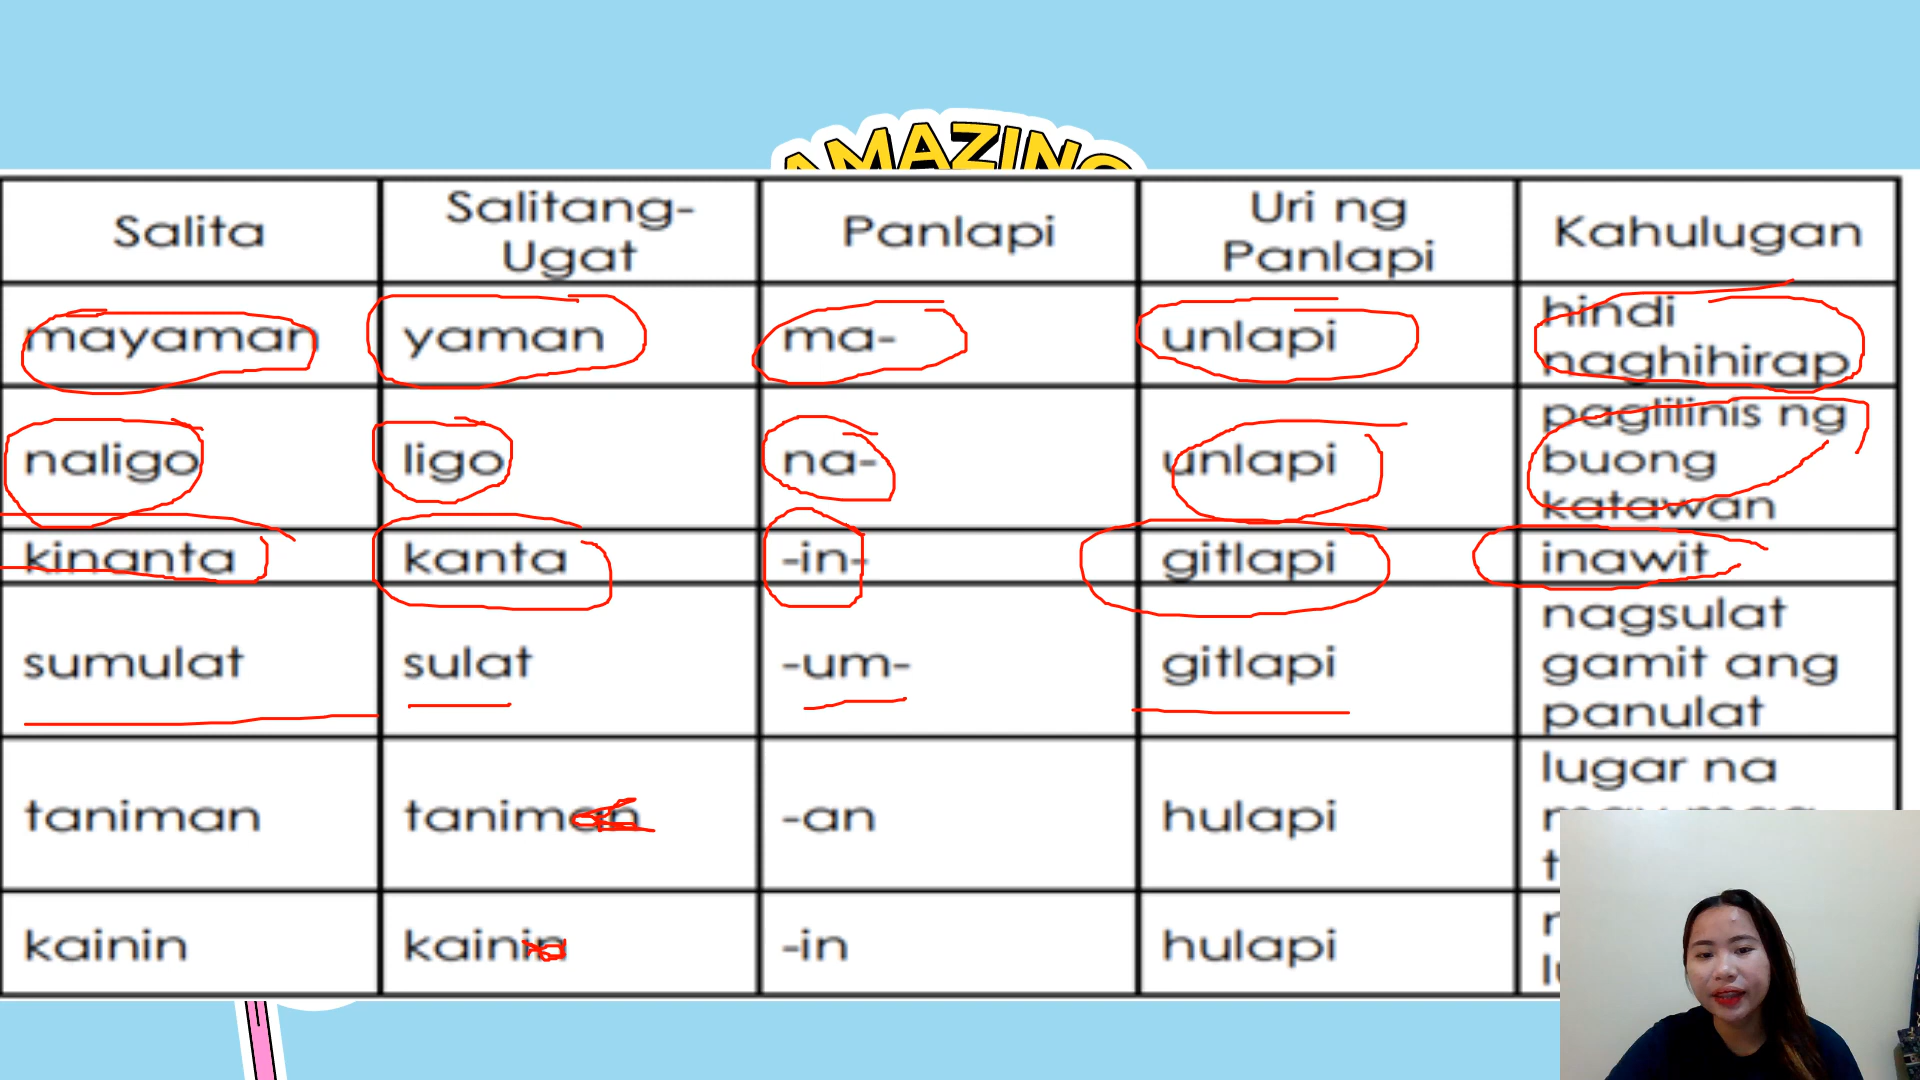 AMAZING
Salita
Salitang-
Ugat
Panlapi
Uri ng
Panlapi
Kahulugan
mayaman
yaman
ma-
unlapi
hindi
naghihirap
naligo
ligo
na-
unlapi
paglilinis ng
buong
katawan
kinanta
kanta
-in-
gitlapi
inawit
sumulat
sulat
-um-
gitlapi
nagsulat
gamit ang
panulat
taniman
taniman
-an
hulapi
lugar na
kainin
kainin
-in
hulapi